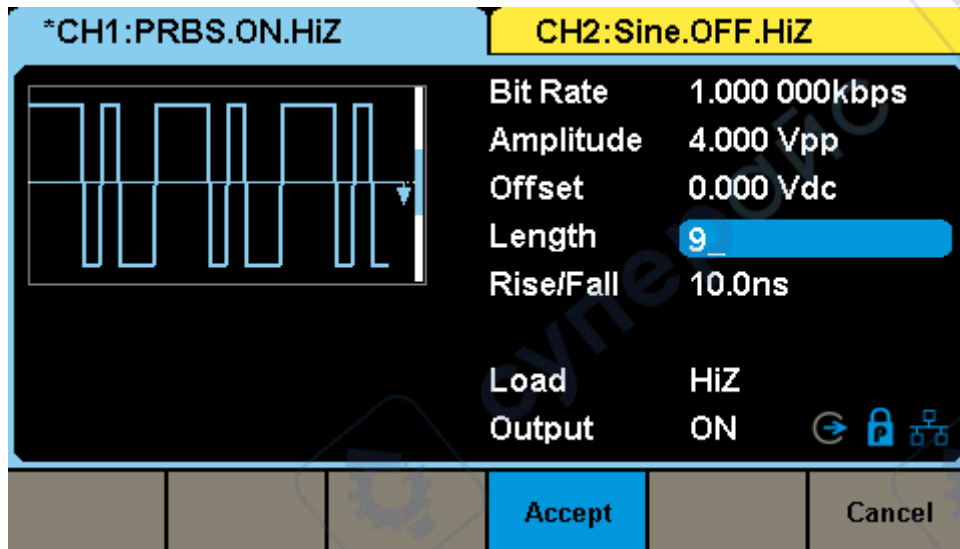 *CH1:PRBS.ON.HiZ
CH2:Sine.OFF.HiZ
Bit Rate 1.000 000kbps
Amplitude 4.000 Vpp
Offset 0.000 Vdc
Length 9_
Rise/Fall 10.0ns
Load HiZ
Output ON
P
Accept
Cancel
суперайс